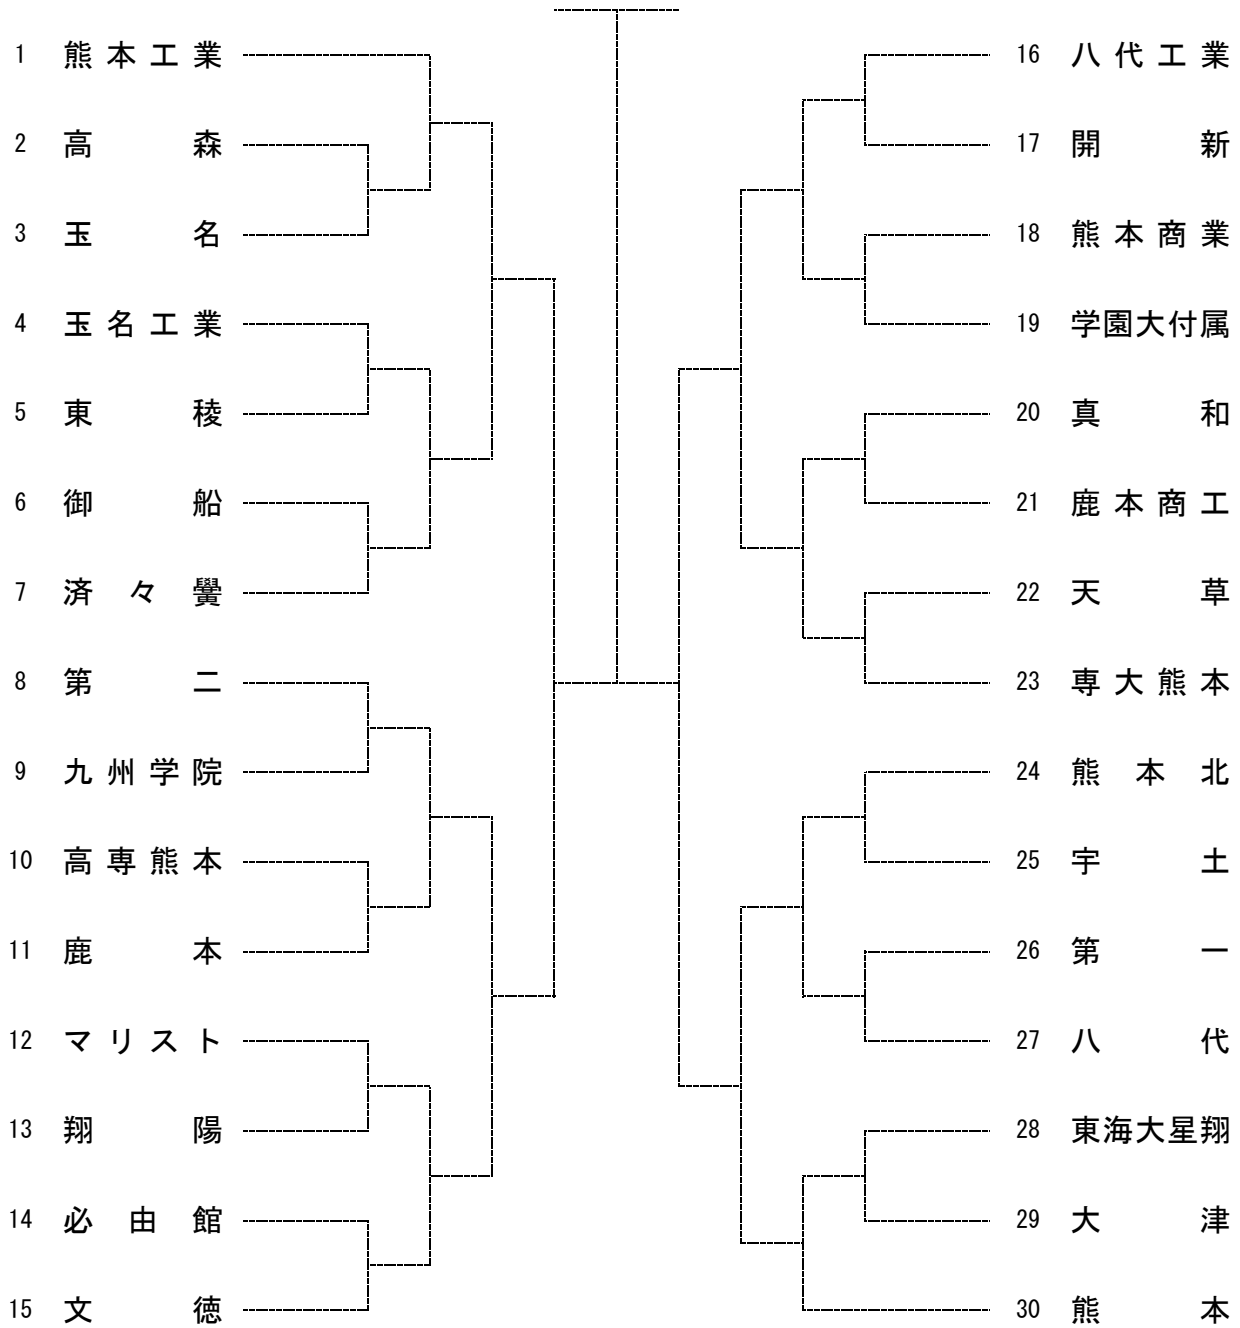 1 熊本工業
2 高森
3 玉名
4 玉名工業
5 東稜
6 御船
7 済々黌
8 第二
9 九州学院
10 高専熊本
11 鹿本
12 マリスト
13 翔陽
14 必由館
15 文徳
16 八代工業
17 開新
18 熊本商業
19 学園大付属
20 真和
21 鹿本商工
22 天草
23 専大熊本
24 熊本北
25 宇土
26 第一
27 八代
28 東海大星翔
29 大津
30 熊本